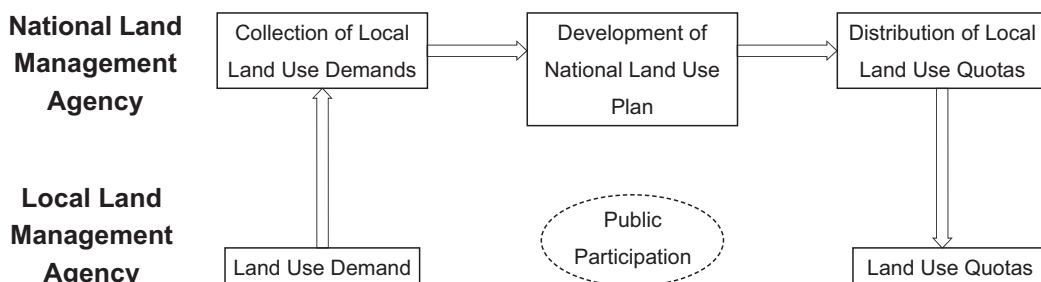 National Land
Management
Agency
Collection of Local
Land Use Demands
Development of
National Land Use
Plan
Distribution of Local
Land Use Quotas
Local Land
Management
Agency
Land Use Demand
Public
Participation
Land Use Quotas